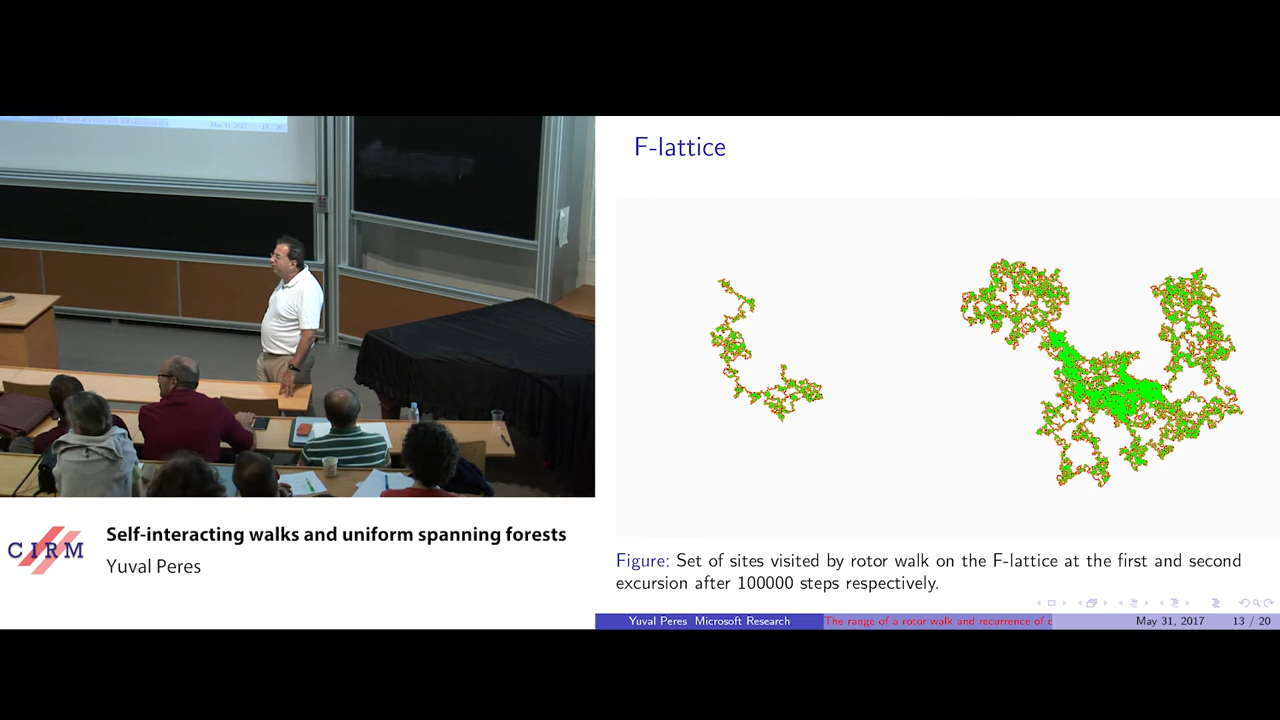 F-lattice
Figure: Set of sites visited by rotor walk on the F-lattice at the first and second
excursion after 100000 steps respectively.
Yuval Peres Microsoft Research
The range of a rotor walk and recurrence of
May 31, 2017
13 / 20
CIRM
Self-interacting walks and uniform spanning forests
Yuval Peres